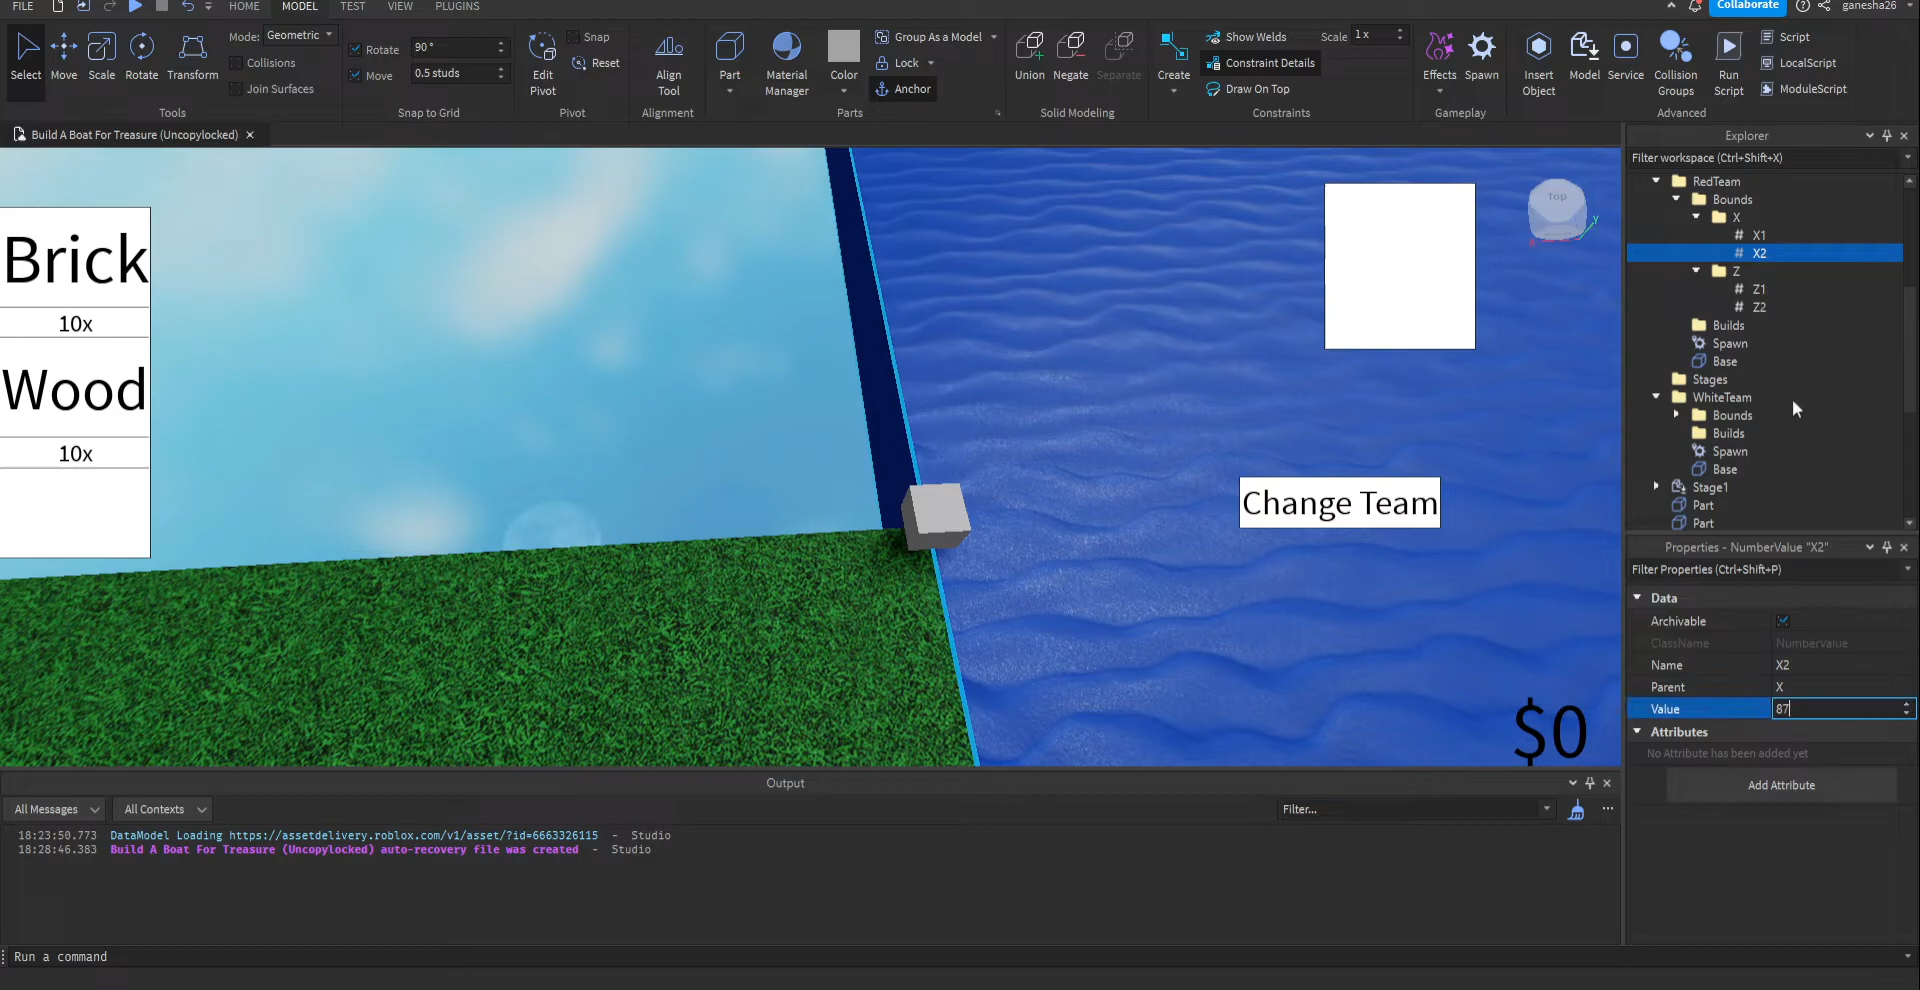 FILE HOME MODEL TEST VIEW PLUGINS Collaborate ganesha26
Select Move Scale Rotate Transform
Mode: Geometric
Collisions
Join Surfaces
Tools
Rotate 90 °
Move 0.5 studs
Snap to Grid
Edit Pivot
Snap
Reset
Pivot
Align Tool
Alignment
Part
Material Manager
Color
Group As a Model
Lock
Anchor
Parts
Union Negate Separate
Solid Modeling
Create
Show Welds Scale 1 x
Constraint Details
Draw On Top
Constraints
Effects Spawn
Gameplay
Insert Object
Model Service
Collision Groups
Run Script
Script
LocalScript
ModuleScript
Advanced
Build A Boat For Treasure (Uncopylocked)
Brick
10x
Wood
10x
Top
X
Y
Change Team
$0
Explorer
Filter workspace (Ctrl+Shift+X)
RedTeam
Bounds
X
# X1
# X2
Z
# Z1
# Z2
Builds
Spawn
Base
Stages
WhiteTeam
Bounds
Builds
Spawn
Base
Stage1
Part
Part
Properties - NumberValue "X2"
Filter Properties (Ctrl+Shift+P)
Data
Archivable
ClassName NumberValue
Name X2
Parent X
Value 87
Attributes
No Attribute has been added yet
Add Attribute
Output
All Messages All Contexts Filter...
18:23:50.773 DataModel Loading https://assetdelivery.roblox.com/v1/asset/?id=6663326115 - Studio
18:28:46.383 Build A Boat For Treasure (Uncopylocked) auto-recovery file was created - Studio
Run a command